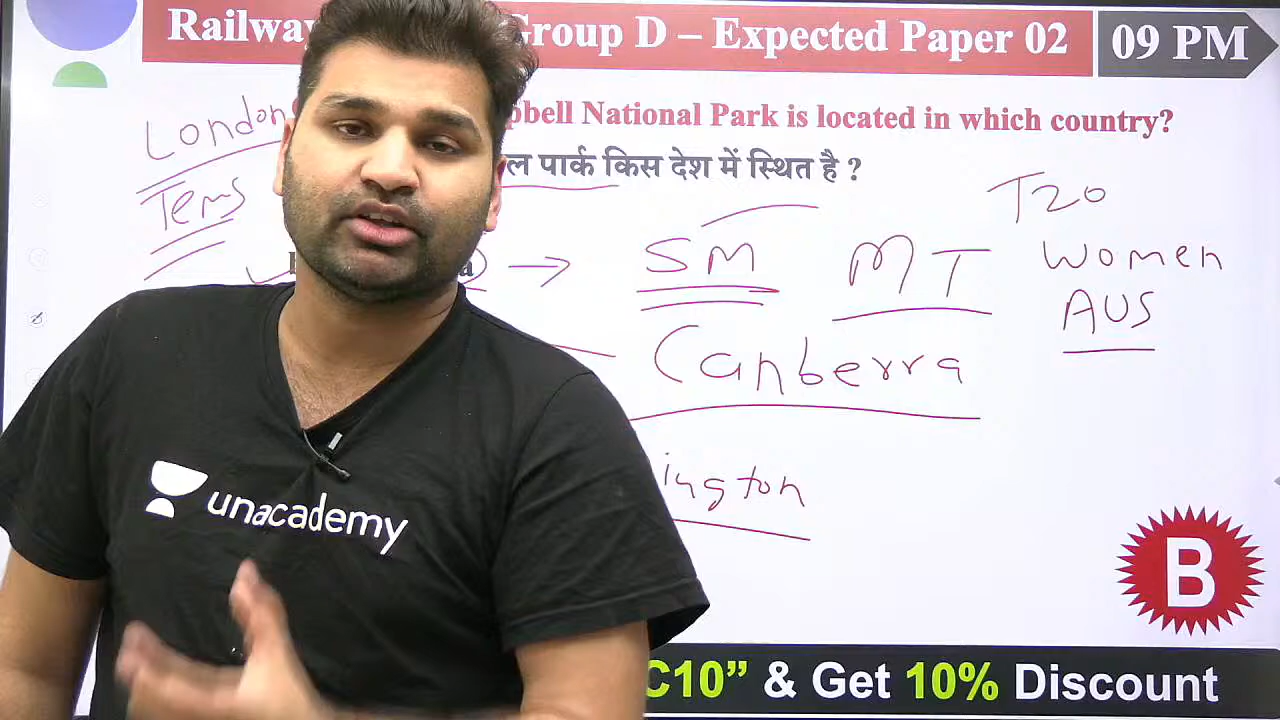 Railway Group D – Expected Paper 02
09 PM
London
bell National Park is located in which country?
पार्क किस देश में स्थित है ?
Tems
T20
SM
MT
Women
a
AUS
Canberra
ington
unacademy
B
C10” & Get 10% Discount